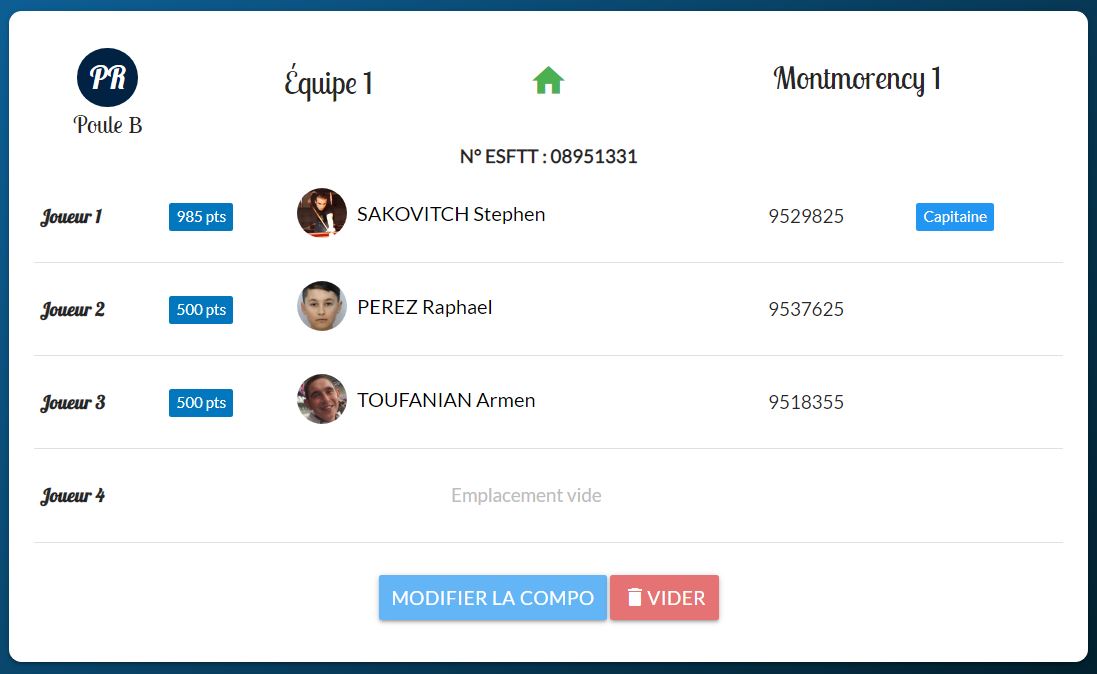 PR
Poule B
Équipe 1
Montmorency 1
N° ESFTT : 08951331
Joueur 1 985 pts SAKOVITCH Stephen 9529825 Capitaine
Joueur 2 500 pts PEREZ Raphael 9537625
Joueur 3 500 pts TOUFANIAN Armen 9518355
Joueur 4 Emplacement vide
MODIFIER LA COMPO VIDER